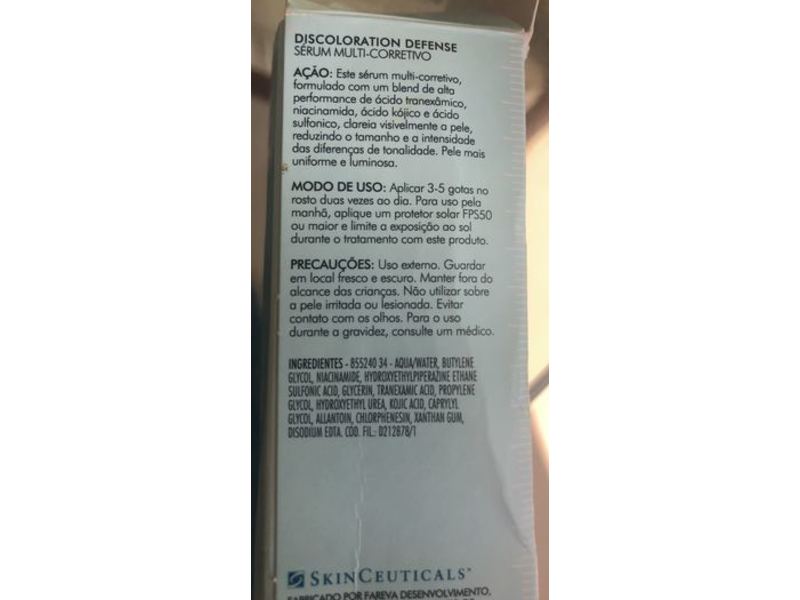 DISCOLORATION DEFENSE
SÉRUM MULTI-CORRETIVO
AÇÃO: Este sérum multi-corretivo,
formulado com um blend de alta
performance de ácido tranexâmico,
niacinamida, ácido kójico e ácido
sulfonico, clareia visivelmente a pele,
reduzindo o tamanho e a intensidade
das diferenças de tonalidade. Pele mais
uniforme e luminosa.
MODO DE USO: Aplicar 3-5 gotas no
rosto duas vezes ao dia. Para uso pela
manhã, aplique um protetor solar FPS50
ou maior e limite a exposição ao sol
durante o tratamento com este produto.
PRECAUÇÕES: Uso externo. Guardar
em local fresco e escuro. Manter fora do
alcance das crianças. Não utilizar sobre
a pele irritada ou lesionada. Evitar
contato com os olhos. Para o uso
durante a gravidez, consulte um médico.
INGREDIENTES - 855240 34 - AQUA/WATER, BUTYLENE
GLYCOL, NIACINAMIDE, HYDROXYETHYLPIPERAZINE ETHANE
SULFONIC ACID, GLYCERIN, TRANEXAMIC ACID, PROPYLENE
GLYCOL, HYDROXYETHYL UREA, KOJIC ACID, CAPRYLYL
GLYCOL, ALLANTOIN, CHLORPHENESIN, XANTHAN GUM,
DISODIUM EDTA. COD. FIL.: D212878/1
SKINCEUTICALS
FABRICADO POR FAREVA DESENVOLVIMENTO,